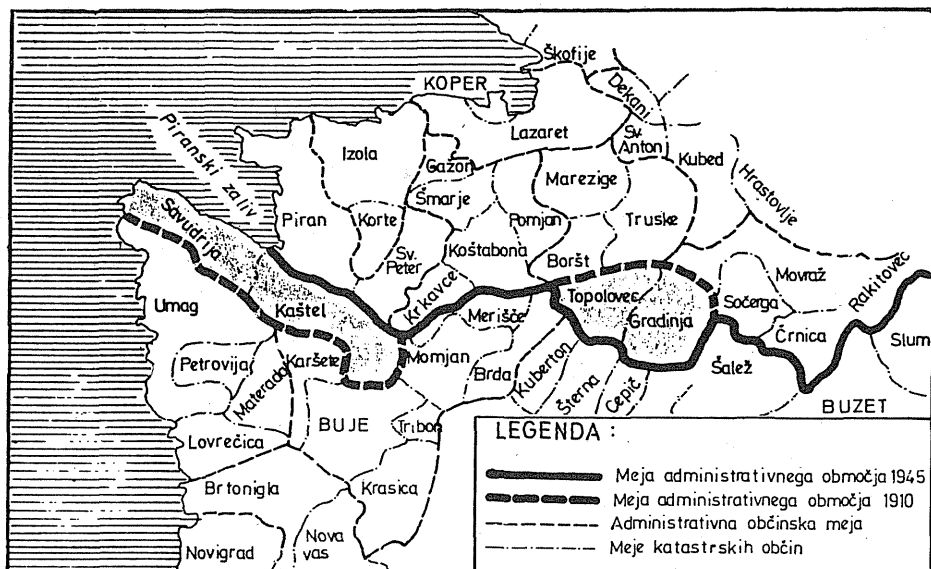 Škofije
KOPER
Dekani
Lazaret
Sv.
Anton
Piranski zaliv
Izola
Gažon
Kubed
Marezige
Hrastovlje
Šmarje
Savudrija
Piran
Korte
Pomjan
Truske
Sv.
Peter
Koštabona
Boršt
Movraž
Rakitovec
Umag
Kaštel
Krkavce
Merišče
Topolovec
Gradinja
Sočerga
Črnica
Slum
Petrovija
Materada
Karšete
Momjan
Brda
Kuberton
Šterna
Cepič
Šalež
BUZET
Lovrečica
BUJE
Tribon
Brtonigla
Krasica
Novigrad
Nova
vas
LEGENDA :
Meja administrativnega območja 1945
Meja administrativnega območja 1910
Administrativna občinska meja
Meje katastrskih občin